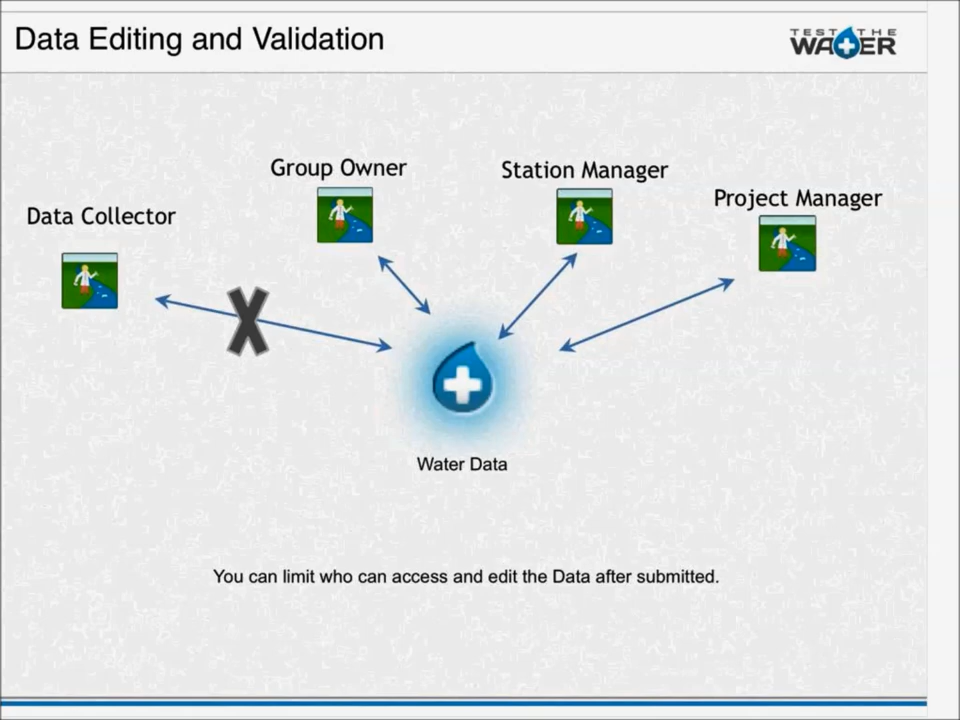 Data Editing and Validation
TEST THE
WATER
Group Owner
Station Manager
Project Manager
Data Collector
X
Water Data
You can limit who can access and edit the Data after submitted.